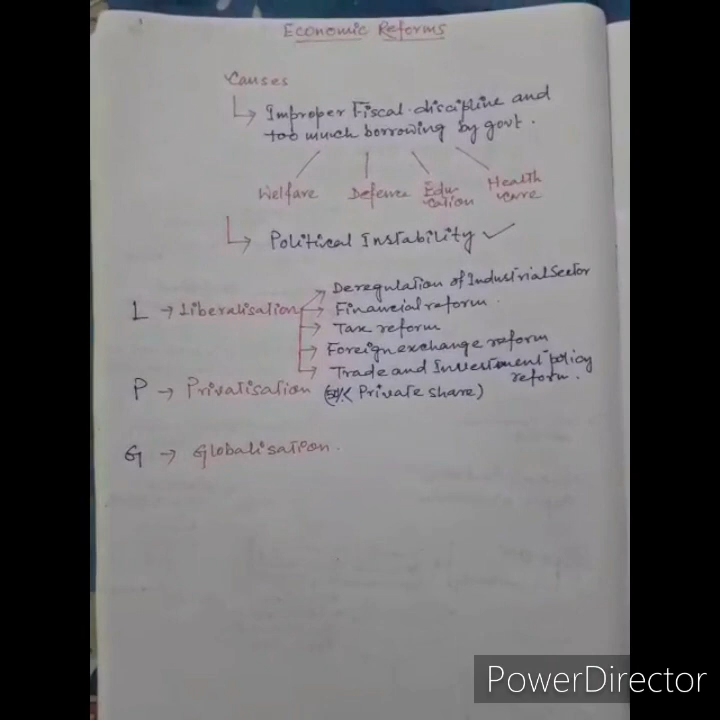 Economic Reforms
Causes
↳ Improper Fiscal discipline and
too much borrowing by govt.
Welfare Defence Edu- Health
cation care
↳ Political Instability ✓
Deregulation of Industrial Sector
L → Liberalisation → Financial reform.
→ Tax reform
→ Foreign exchange reform
→ Trade and Investment policy
reform.
P → Privatisation (< Private share)
G → Globalisation.
PowerDirector